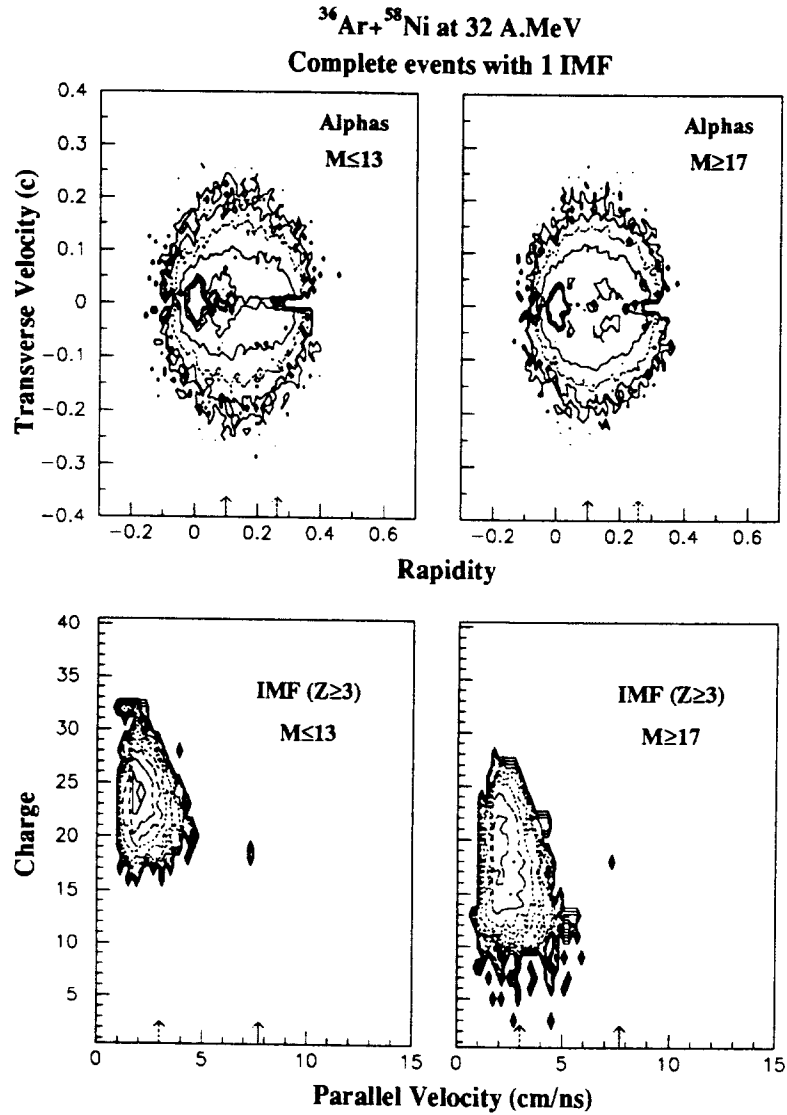 ³⁶Ar+⁵⁸Ni at 32 A.MeV
Complete events with 1 IMF
Transverse Velocity (c)
0.4
0.3
0.2
0.1
0
−0.1
−0.2
−0.3
−0.4
Alphas
M≤13
Alphas
M≥17
−0.2 0 0.2 0.4 0.6
−0.2 0 0.2 0.4 0.6
Rapidity
Charge
40
35
30
25
20
15
10
5
IMF (Z≥3)
M≤13
IMF (Z≥3)
M≥17
0 5 10 15
0 5 10 15
Parallel Velocity (cm/ns)